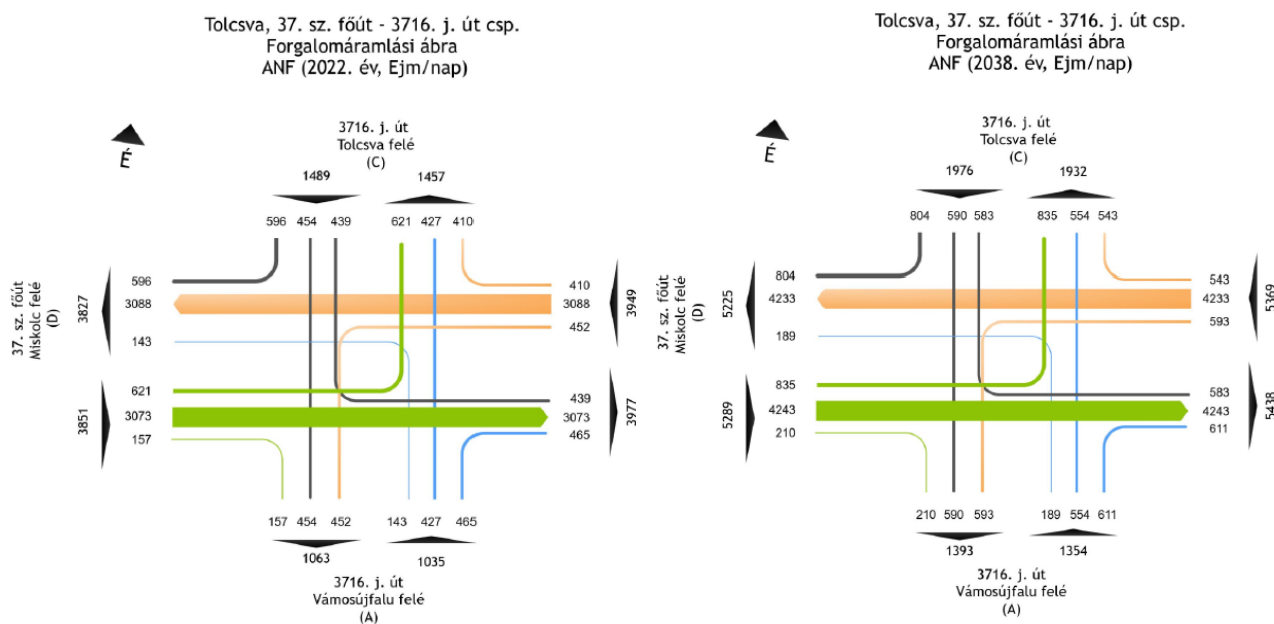 Tolcsva, 37. sz. főút - 3716. j. út csp.
Forgalomáramlási ábra
ANF (2022. év, Ejm/nap)
É
3716. j. út
Tolcsva felé
(C)
1489 1457
596 454 439 621 427 410
596
3088
143
621
3073
157
3827
3851
37. sz. főút
Miskolc felé
(D)
410
3088
452
439
3073
465
3949
3977
157 454 452 143 427 465
1063 1035
3716. j. út
Vámosújfalu felé
(A)
Tolcsva, 37. sz. főút - 3716. j. út csp.
Forgalomáramlási ábra
ANF (2038. év, Ejm/nap)
É
3716. j. út
Tolcsva felé
(C)
1976 1932
804 590 583 835 554 543
804
4233
189
835
4243
210
5225
5289
37. sz. főút
Miskolc felé
(D)
543
4233
593
583
4243
611
5369
5438
210 590 593 189 554 611
1393 1354
3716. j. út
Vámosújfalu felé
(A)